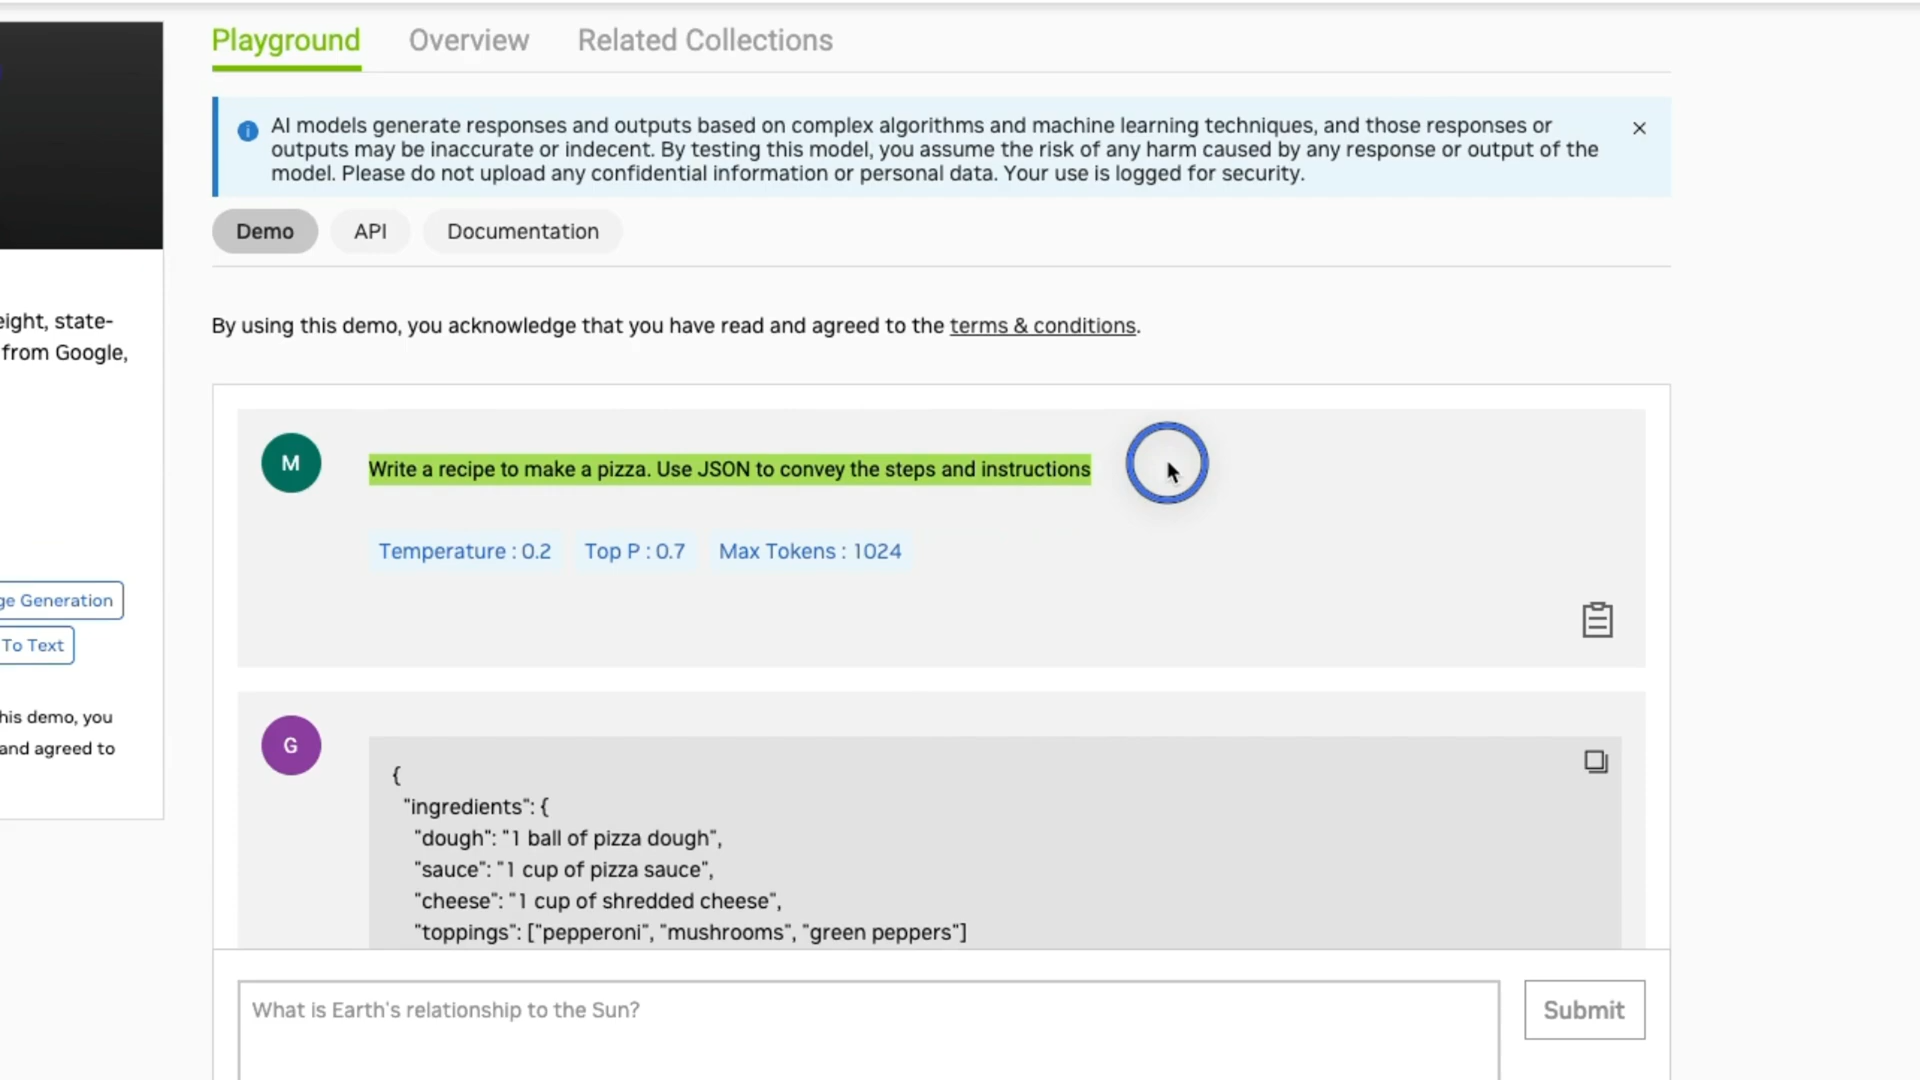 Playground Overview Related Collections
AI models generate responses and outputs based on complex algorithms and machine learning techniques, and those responses or
outputs may be inaccurate or indecent. By testing this model, you assume the risk of any harm caused by any response or output of the
model. Please do not upload any confidential information or personal data. Your use is logged for security.
Demo API Documentation
eight, state-
from Google,
By using this demo, you acknowledge that you have read and agreed to the terms & conditions.
M
Write a recipe to make a pizza. Use JSON to convey the steps and instructions
Temperature : 0.2 Top P : 0.7 Max Tokens : 1024
ge Generation
To Text
his demo, you
and agreed to
G
{
"ingredients": {
"dough": "1 ball of pizza dough",
"sauce": "1 cup of pizza sauce",
"cheese": "1 cup of shredded cheese",
"toppings": ["pepperoni", "mushrooms", "green peppers"]
What is Earth's relationship to the Sun?
Submit